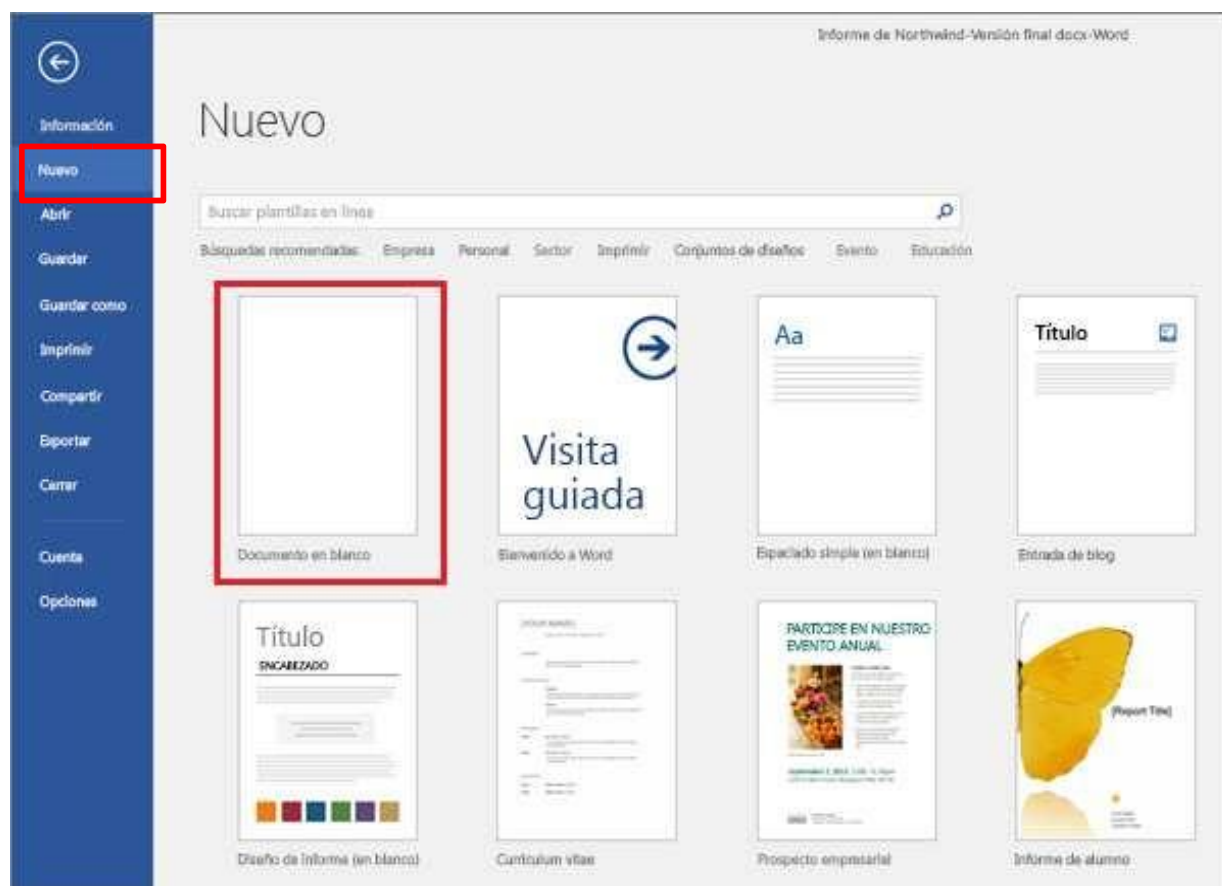 Informe de Northwind-Versión final docx-Word
Información
Nuevo
Abrir
Guardar
Guardar como
Imprimir
Compartir
Exportar
Cerrar
Cuenta
Opciones
Nuevo
Buscar plantillas en línea
Búsquedas recomendadas: Empresa Personal Sector Imprimir Conjuntos de diseños Evento Educación
Visita
guiada
Aa
Título
Documento en blanco
Bienvenido a Word
Espaciado simple (en blanco)
Entrada de blog
Título
ENCABEZADO
PARTICIPE EN NUESTRO
EVENTO ANUAL
[Report Title]
Diseño de informe (en blanco)
Currículum vitae
Prospecto empresarial
Informe de alumno